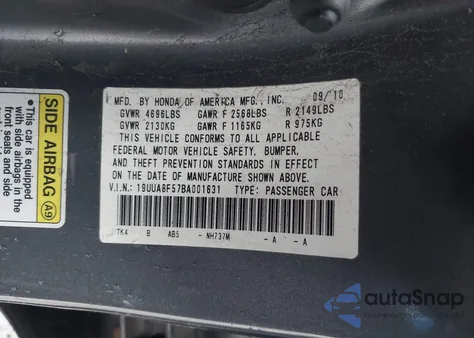 SIDE AIRBAG A9
•This car is equipped
with side airbags in the
front seats and
MFD. BY HONDA OF AMERICA MFG., INC. 09/10
GVWR 4696LBS GAWR F 2568LBS R 2149LBS
GVWR 2130KG GAWR F 1165KG R 975KG
THIS VEHICLE CONFORMS TO ALL APPLICABLE
FEDERAL MOTOR VEHICLE SAFETY, BUMPER,
AND THEFT PREVENTION STANDARDS IN EFFECT
ON THE DATE OF MANUFACTURE SHOWN ABOVE.
V.I.N.: 19UUA8F57BA001631 TYPE: PASSENGER CAR
TK4 B AB5 - NH737M - A - A
autoSnap